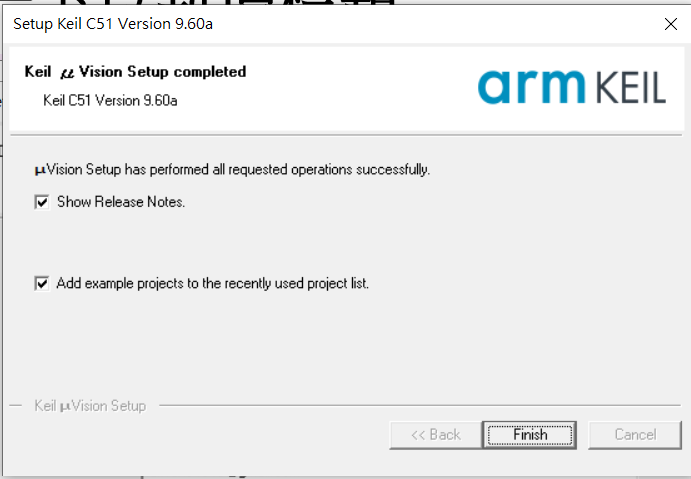 Setup Keil C51 Version 9.60a
Keil μVision Setup completed
Keil C51 Version 9.60a
arm KEIL
μVision Setup has performed all requested operations successfully.
Show Release Notes.
Add example projects to the recently used project list.
Keil μVision Setup
<< Back
Finish
Cancel